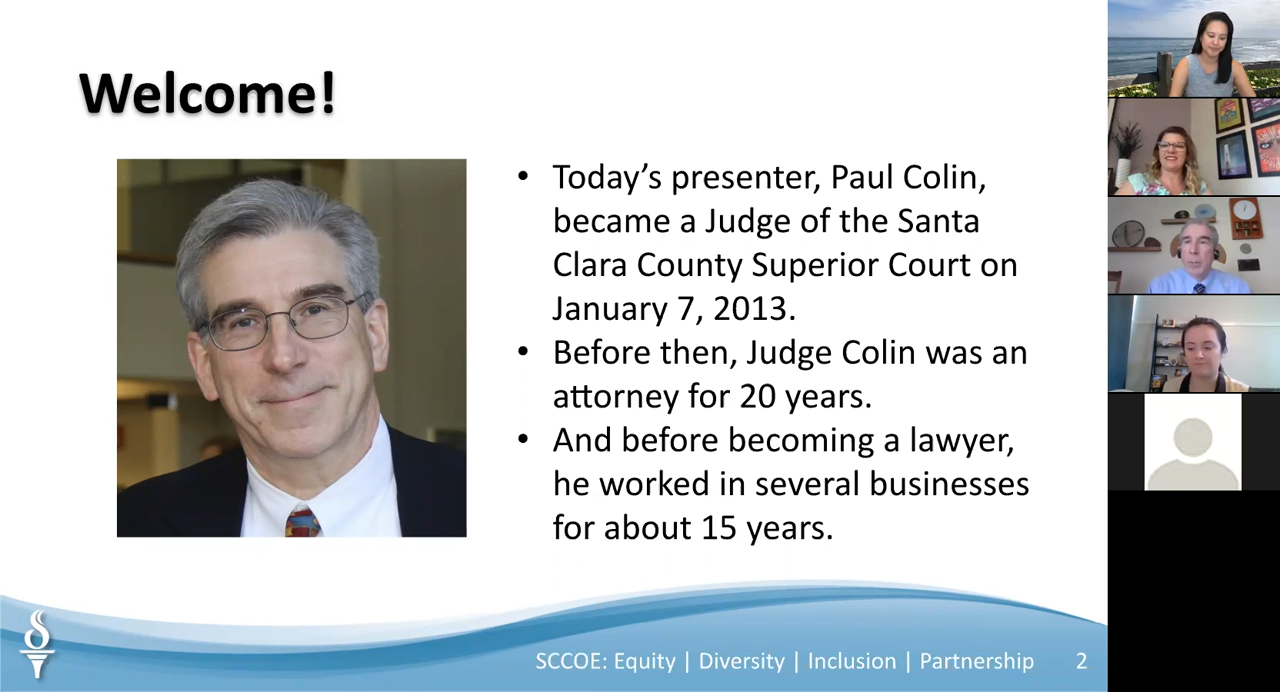 Welcome!
• Today’s presenter, Paul Colin,
became a Judge of the Santa
Clara County Superior Court on
January 7, 2013.
• Before then, Judge Colin was an
attorney for 20 years.
• And before becoming a lawyer,
he worked in several businesses
for about 15 years.
SCCOE: Equity | Diversity | Inclusion | Partnership 2